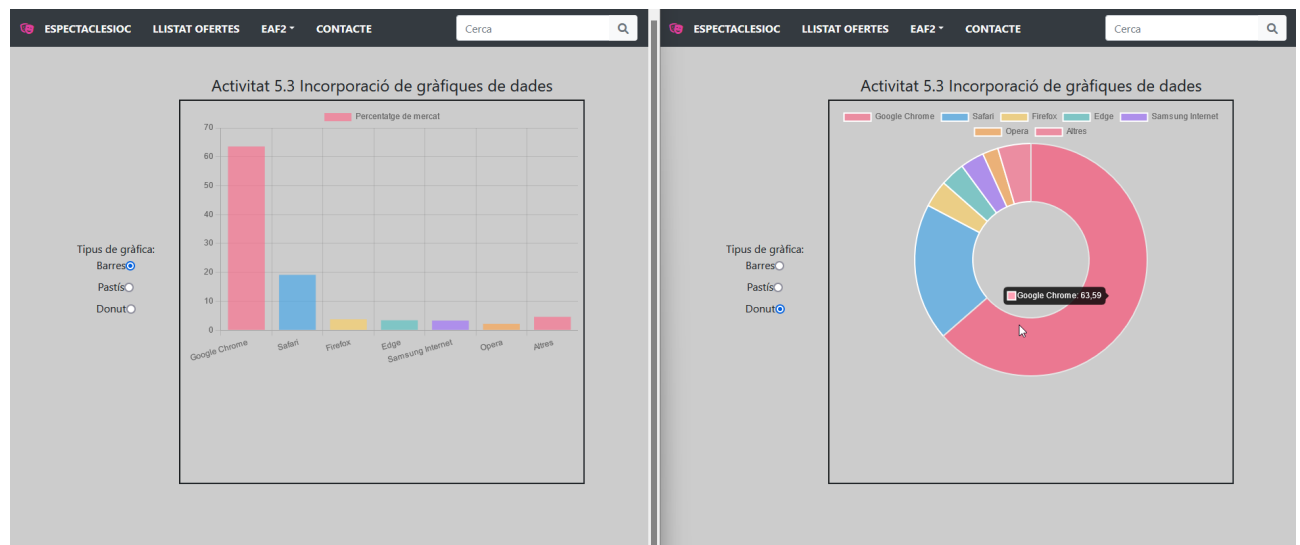 ESPECTACLESIOC LLISTAT OFERTES EAF2 CONTACTE Cerca
Activitat 5.3 Incorporació de gràfiques de dades
Percentatge de mercat
70
60
50
40
30
20
10
0
Google Chrome Safari Firefox Edge Samsung Internet Opera Altres
Tipus de gràfica:
Barres
Pastís
Donut
ESPECTACLESIOC LLISTAT OFERTES EAF2 CONTACTE Cerca
Activitat 5.3 Incorporació de gràfiques de dades
Google Chrome Safari Firefox Edge Samsung Internet
Opera Altres
Google Chrome: 63,59
Tipus de gràfica:
Barres
Pastís
Donut